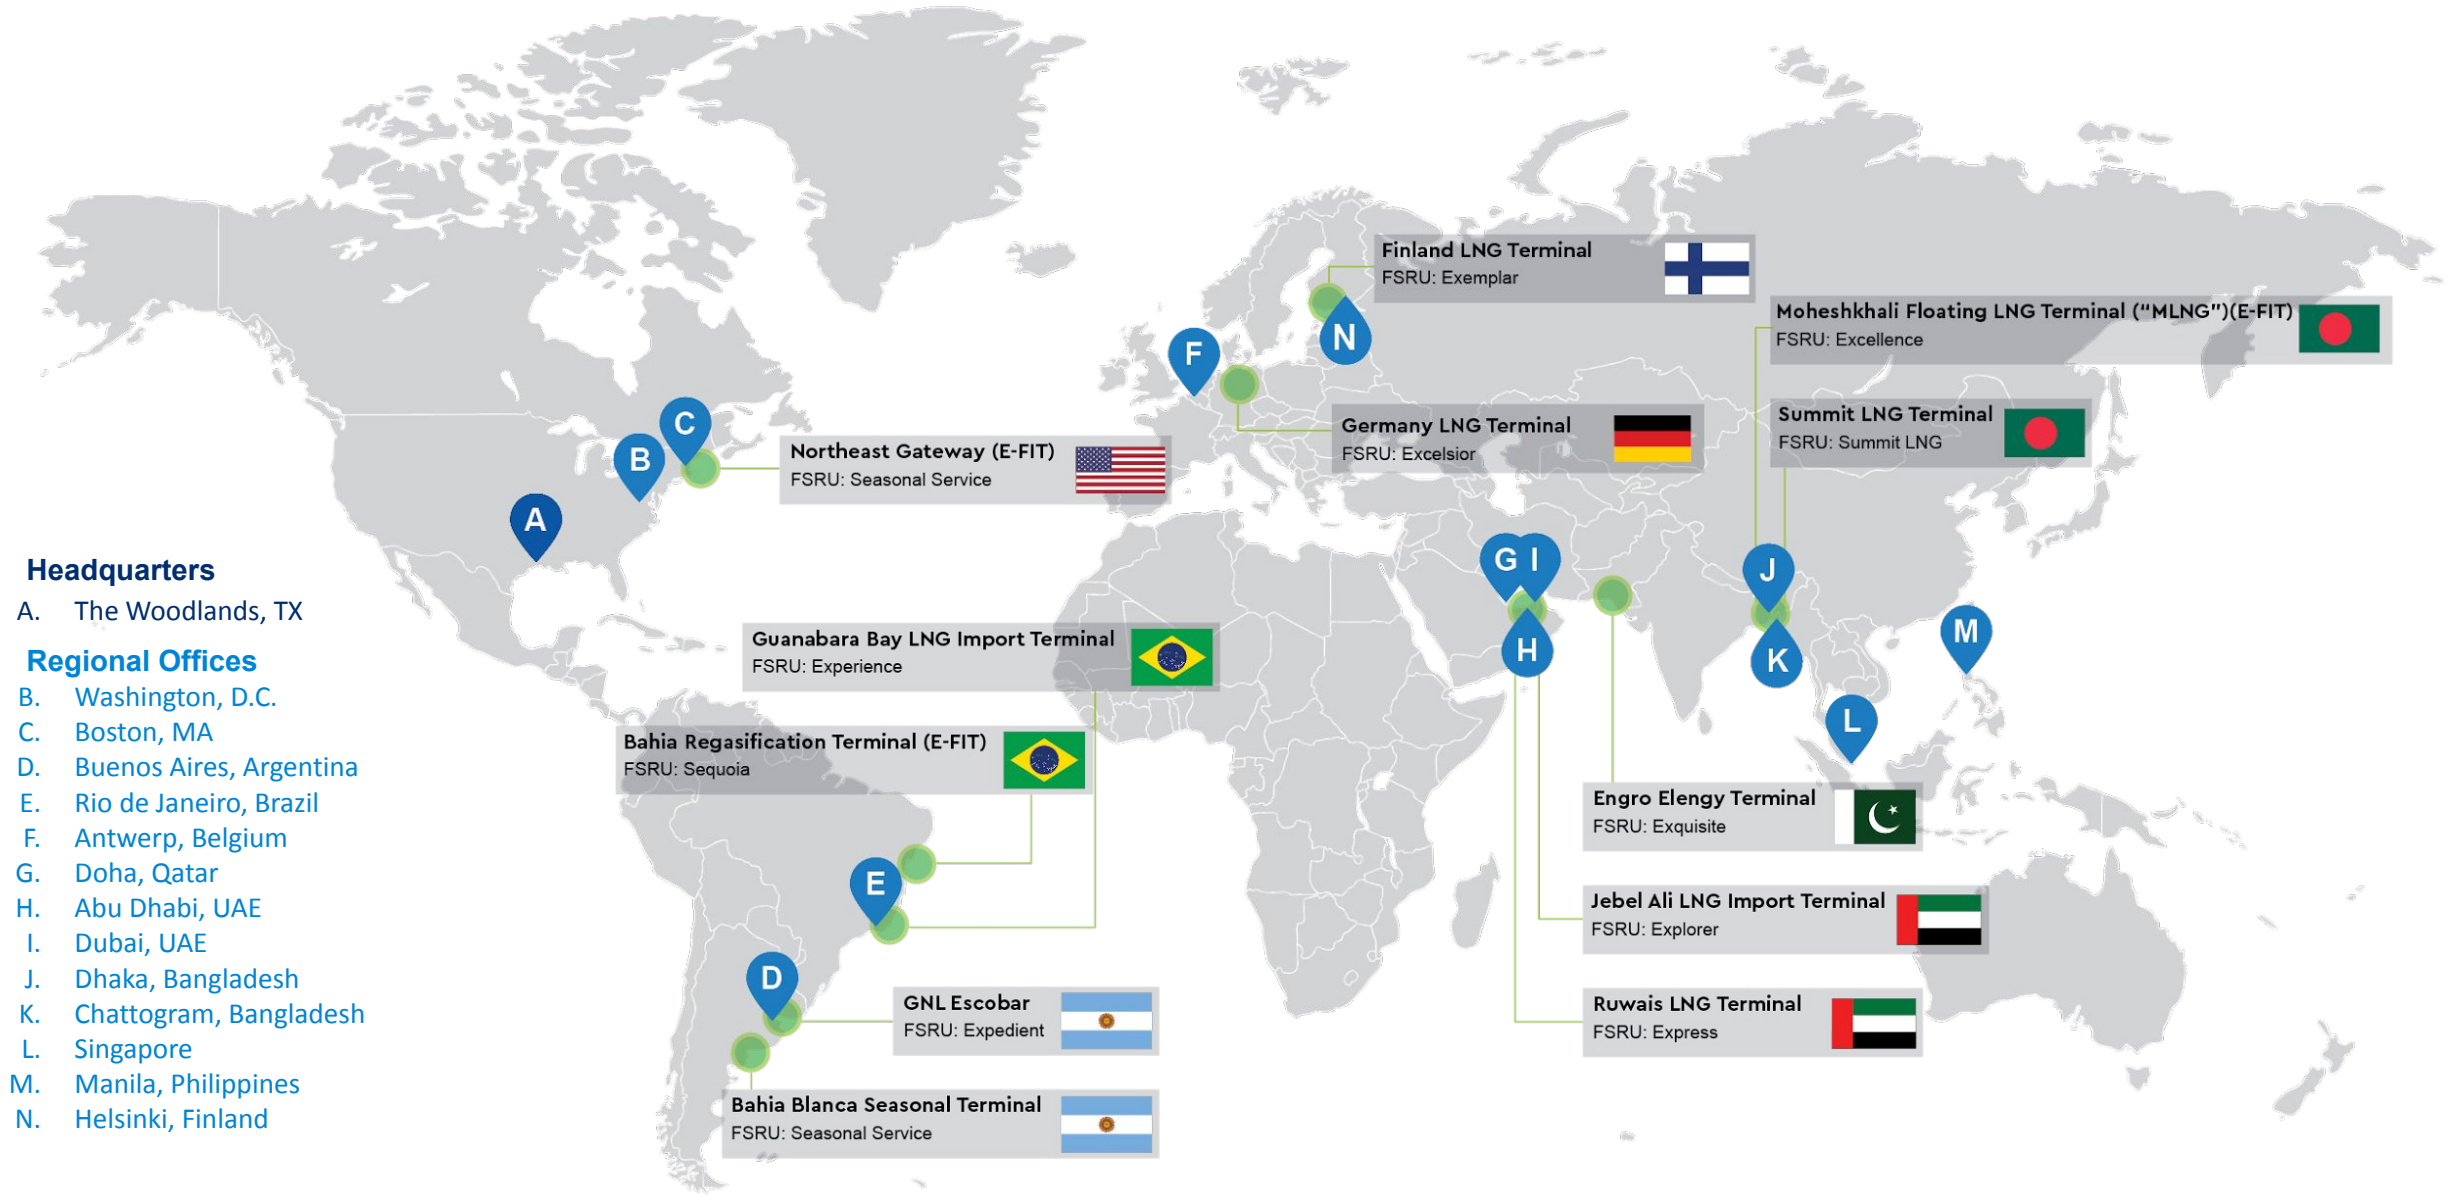 Finland LNG Terminal
FSRU: Exemplar
N
Moheshkhali Floating LNG Terminal (“MLNG”)(E-FIT)
FSRU: Excellence
F
Germany LNG Terminal
FSRU: Excelsior
Summit LNG Terminal
FSRU: Summit LNG
C
B
Northeast Gateway (E-FIT)
FSRU: Seasonal Service
A
G
I
J
H
K
M
L
Headquarters
A. The Woodlands, TX
Regional Offices
B. Washington, D.C.
C. Boston, MA
D. Buenos Aires, Argentina
E. Rio de Janeiro, Brazil
F. Antwerp, Belgium
G. Doha, Qatar
H. Abu Dhabi, UAE
I. Dubai, UAE
J. Dhaka, Bangladesh
K. Chattogram, Bangladesh
L. Singapore
M. Manila, Philippines
N. Helsinki, Finland
Guanabara Bay LNG Import Terminal
FSRU: Experience
Bahia Regasification Terminal (E-FIT)
FSRU: Sequoia
E
D
GNL Escobar
FSRU: Expedient
Bahia Blanca Seasonal Terminal
FSRU: Seasonal Service
Engro Elengy Terminal
FSRU: Exquisite
Jebel Ali LNG Import Terminal
FSRU: Explorer
Ruwais LNG Terminal
FSRU: Express